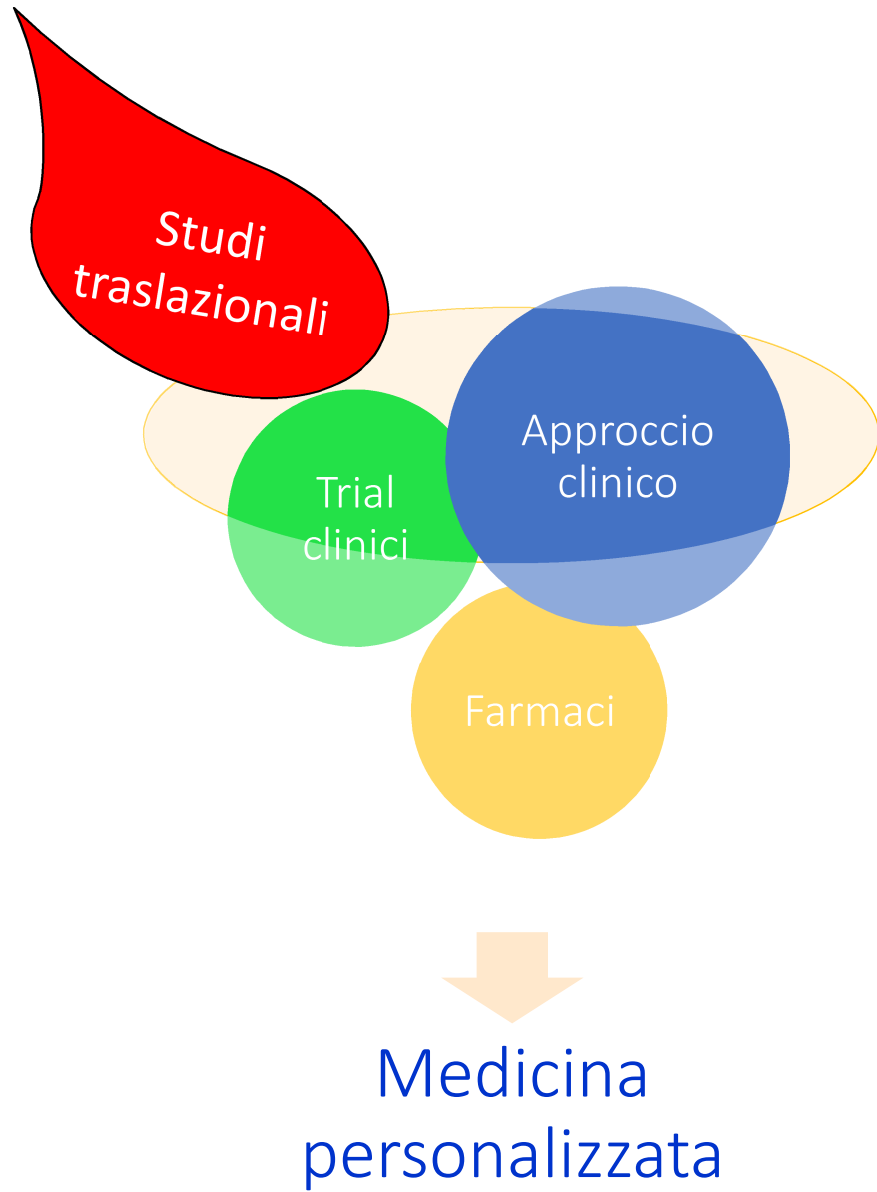 Studi
traslazionali
Approccio
clinico
Trial
clinici
Farmaci
Medicina
personalizzata